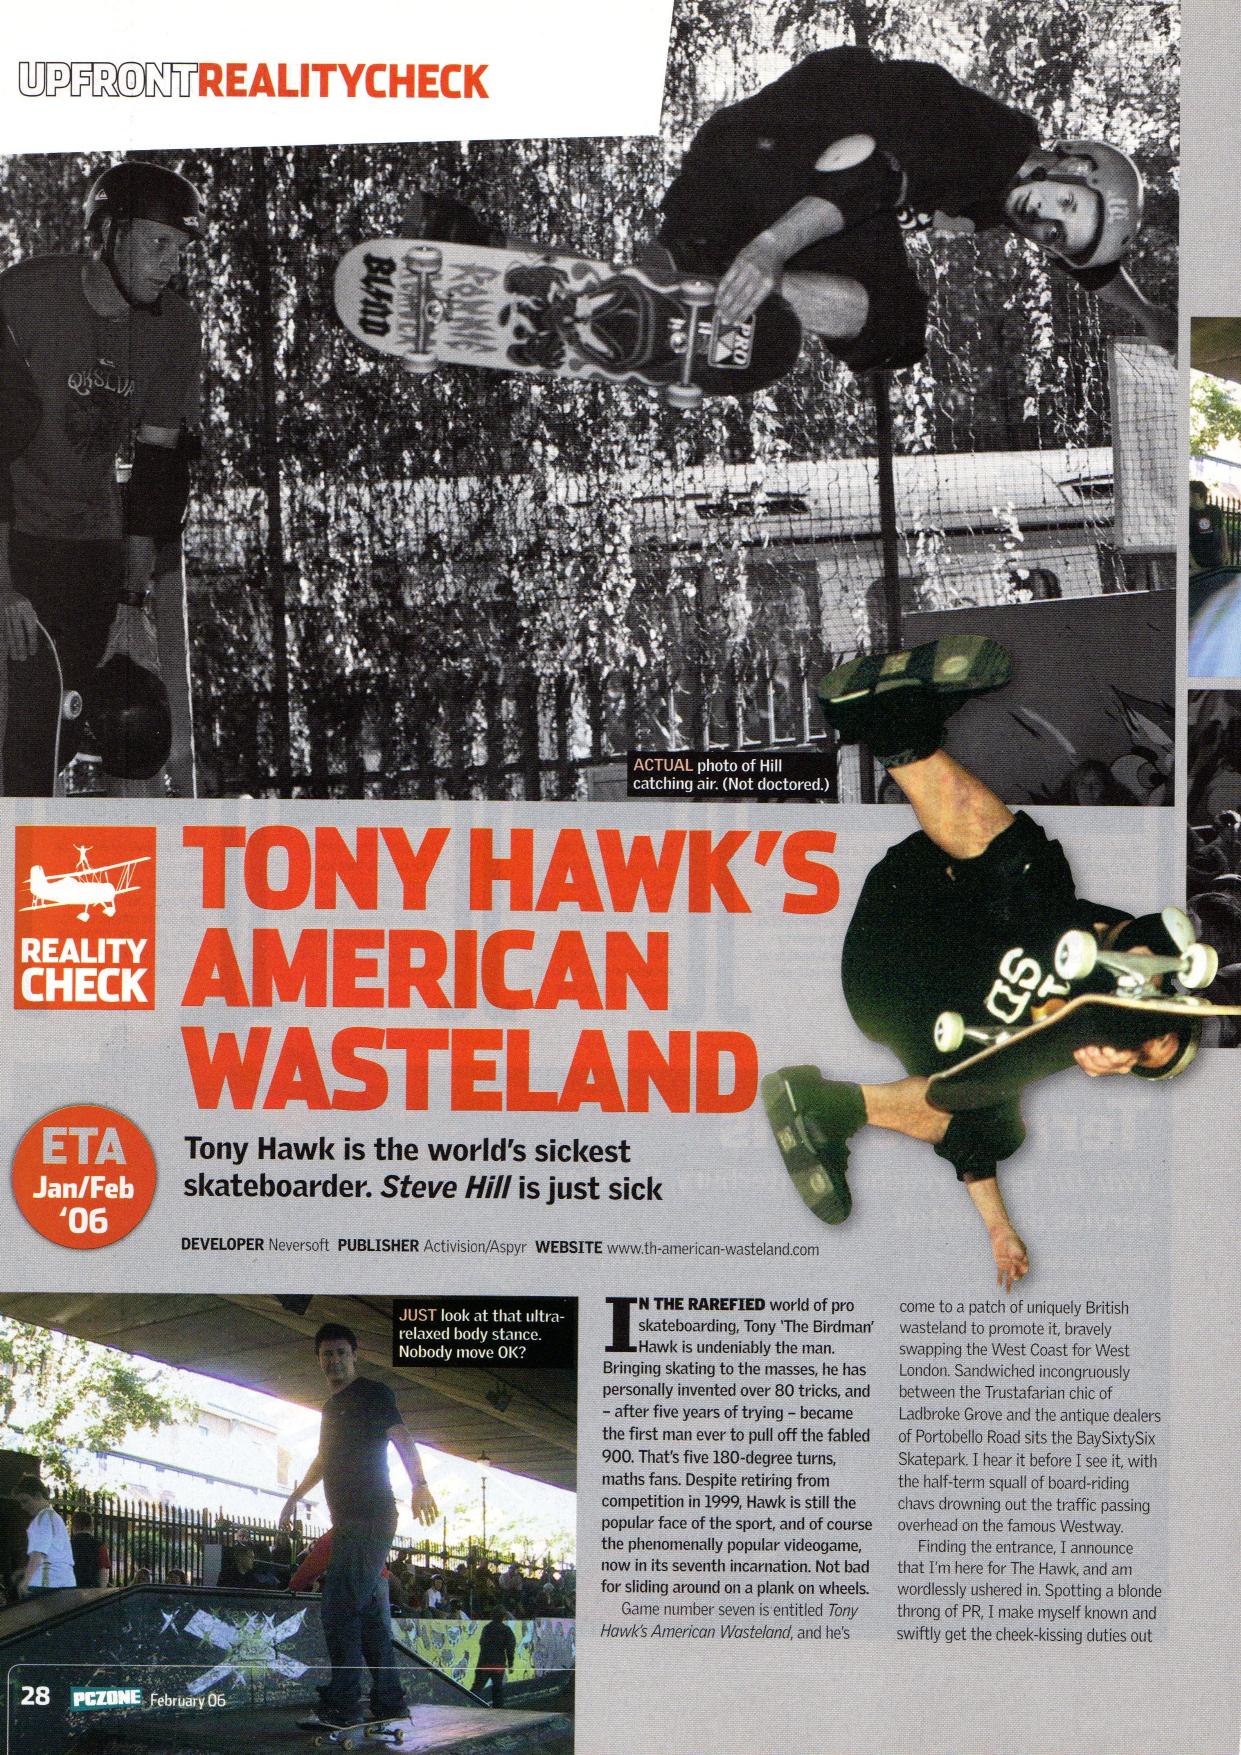 UPFRONTREALITYCHECK
QKSLVR
BLIND
RONNIE
PRO
ACTUAL photo of Hill
catching air. (Not doctored.)
REALITY
CHECK
TONY HAWK'S
AMERICAN
WASTELAND
ETA
Jan/Feb
‘06
Tony Hawk is the world's sickest
skateboarder. Steve Hill is just sick
DEVELOPER Neversoft PUBLISHER Activision/Aspyr WEBSITE www.th-american-wasteland.com
JUST look at that ultra-
relaxed body stance.
Nobody move OK?
IN THE RAREFIED world of pro
skateboarding, Tony ‘The Birdman’
Hawk is undeniably the man.
Bringing skating to the masses, he has
personally invented over 80 tricks, and
– after five years of trying – became
the first man ever to pull off the fabled
900. That's five 180-degree turns,
maths fans. Despite retiring from
competition in 1999, Hawk is still the
popular face of the sport, and of course
the phenomenally popular videogame,
now in its seventh incarnation. Not bad
for sliding around on a plank on wheels.
Game number seven is entitled Tony
Hawk's American Wasteland, and he's
come to a patch of uniquely British
wasteland to promote it, bravely
swapping the West Coast for West
London. Sandwiched incongruously
between the Trustafarian chic of
Ladbroke Grove and the antique dealers
of Portobello Road sits the BaySixtySix
Skatepark. I hear it before I see it, with
the half-term squall of board-riding
chavs drowning out the traffic passing
overhead on the famous Westway.
Finding the entrance, I announce
that I'm here for The Hawk, and am
wordlessly ushered in. Spotting a blonde
throng of PR, I make myself known and
swiftly get the cheek-kissing duties out
28 PCZONE February 06